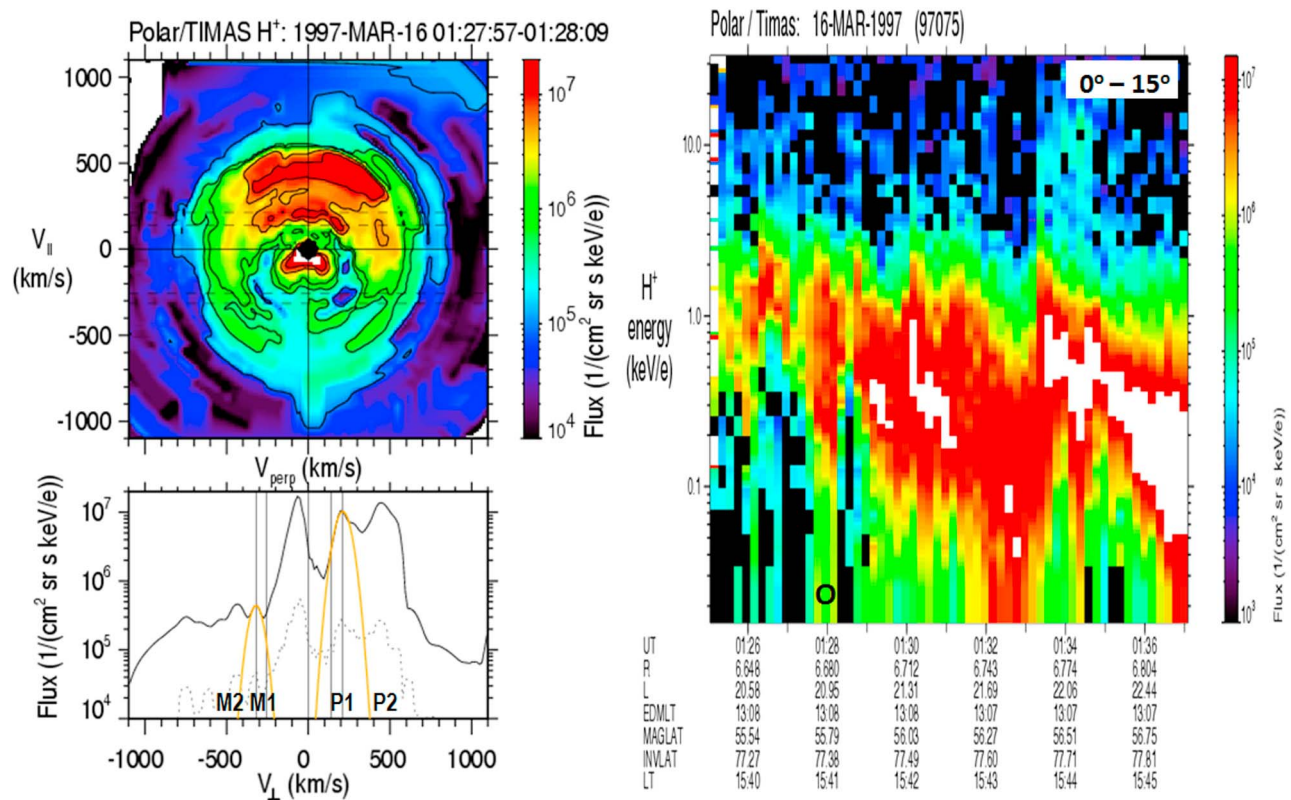 Polar/TIMAS H+: 1997-MAR-16 01:27:57-01:28:09
1000
500
0
-500
-1000
V||
(km/s)
Vperp (km/s)
10^7
10^6
10^5
10^4
Flux (1/(cm2 sr s keV/e))
Flux (1/(cm2 sr s keV/e))
10^7
10^6
10^5
10^4
M2 M1 P1 P2
-1000 -500 0 500 1000
V⊥ (km/s)
Polar / Timas: 16-MAR-1997 (97075)
0° – 15°
10.0
1.0
0.1
H+
energy
(keV/e)
O
10^7
10^6
10^5
10^4
10^3
Flux (1/(cm2 sr s keV/e))
UT 01:26 01:28 01:30 01:32 01:34 01:36
R 6.648 6.680 6.712 6.743 6.774 6.804
L 20.58 20.95 21.31 21.69 22.06 22.44
EDMLT 13:08 13:08 13:08 13:07 13:07 13:07
MAGLAT 55.54 55.79 56.03 56.27 56.51 56.75
INVLAT 77.27 77.38 77.49 77.60 77.71 77.81
LT 15:40 15:41 15:42 15:43 15:44 15:45